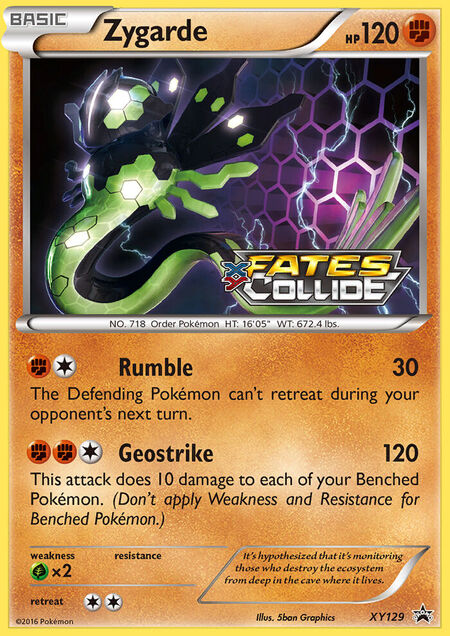 BASIC
Zygarde HP 120
XY
FATES
COLLIDE
NO. 718 Order Pokémon HT: 16'05" WT: 672.4 lbs.
Rumble 30
The Defending Pokémon can't retreat during your
opponent's next turn.
Geostrike 120
This attack does 10 damage to each of your Benched
Pokémon. (Don't apply Weakness and Resistance for
Benched Pokémon.)
weakness resistance
×2
It's hypothesized that it's monitoring
those who destroy the ecosystem
from deep in the cave where it lives.
retreat
©2016 Pokémon Illus. 5ban Graphics XY129